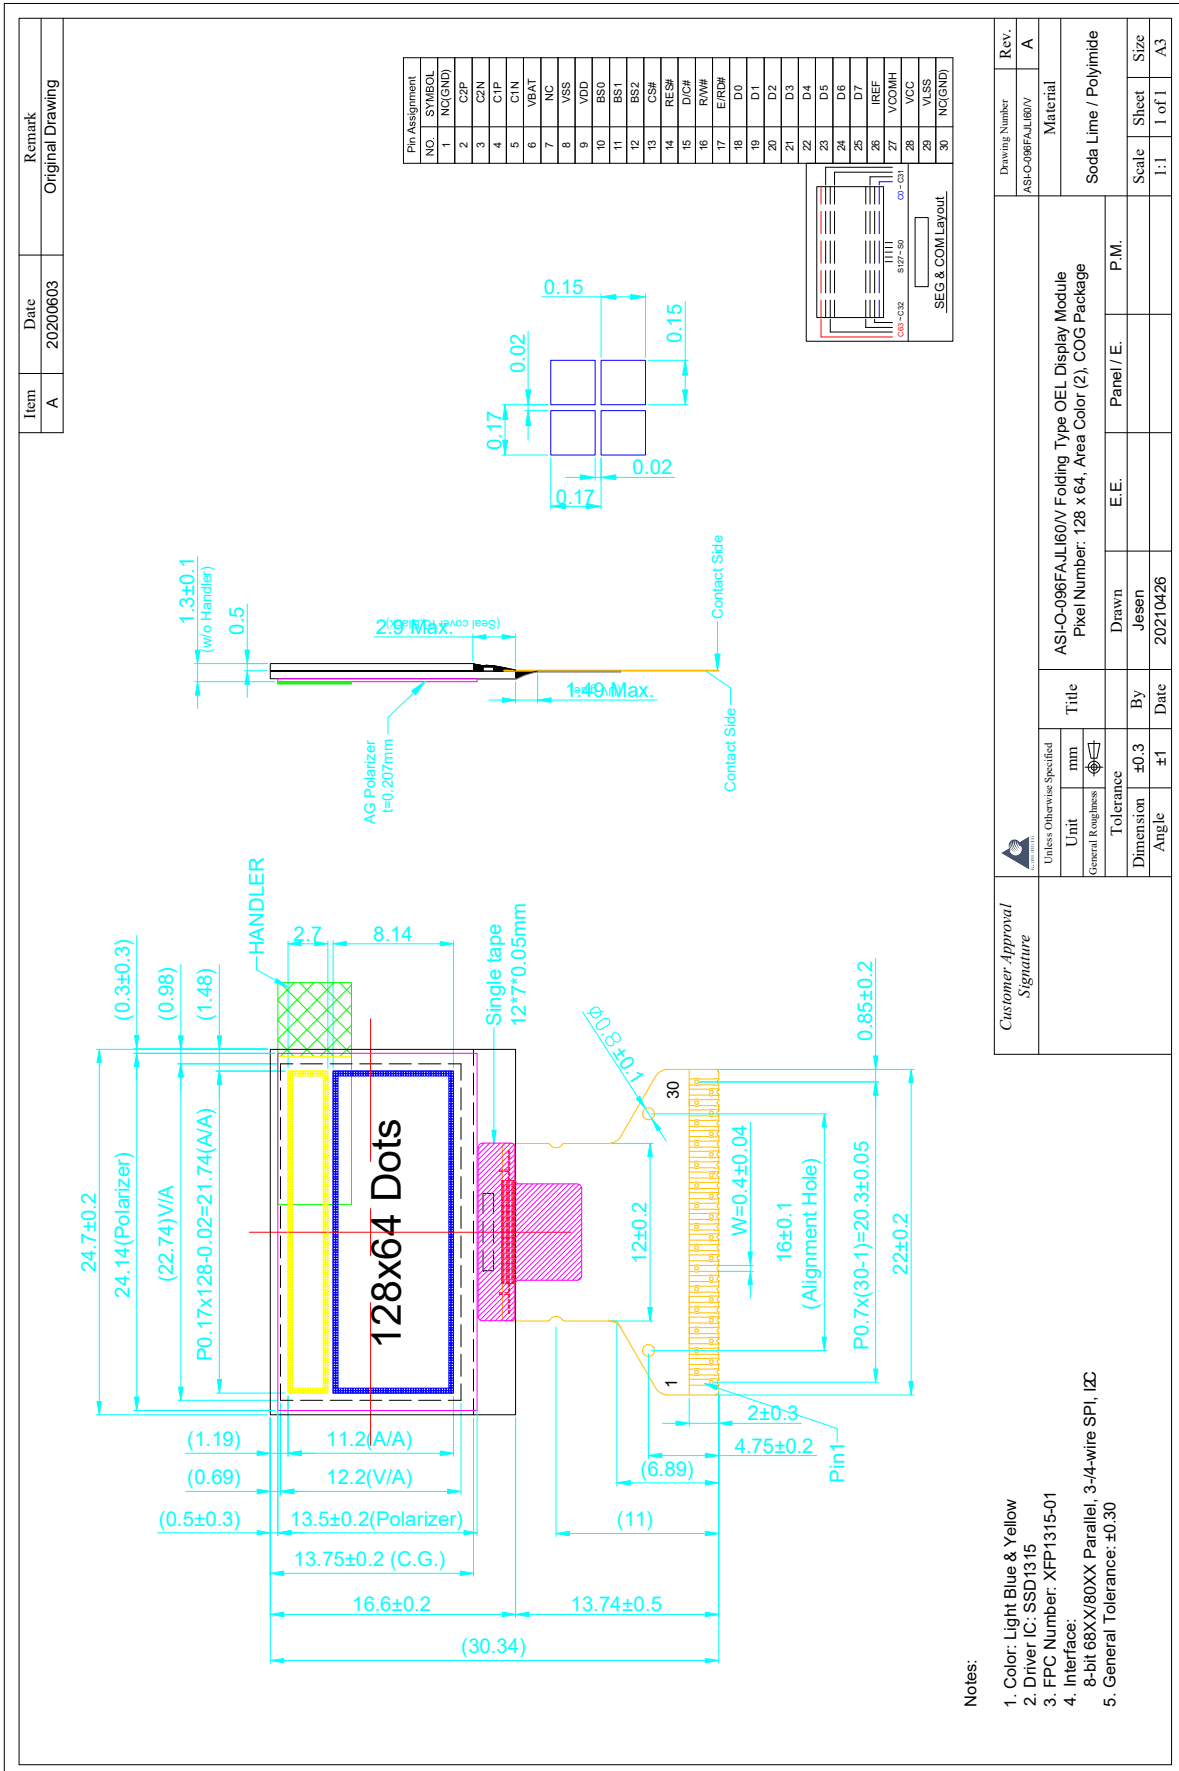 Item Date Remark
A 20200603 Original Drawing
24.7±0.2
24.14(Polarizer)
(22.74)V/A
P0.17x128-0.02=21.74(A/A)
(0.3±0.3)
(0.98)
(1.48)
HANDLER
2.7
8.14
128x64 Dots
Single tape
12*7*0.05mm
(1.19)
11.2(A/A)
(0.69)
12.2(V/A)
(0.5±0.3)
13.5±0.2(Polarizer)
13.75±0.2 (C.G.)
16.6±0.2
13.74±0.5
(30.34)
12±0.2
Ø0.8±0.1
1
30
W=0.4±0.04
16±0.1
(Alignment Hole)
P0.7x(30-1)=20.3±0.05
0.85±0.2
22±0.2
2±0.3
4.75±0.2
Pin1
(6.89)
(11)
1.3±0.1
(w/o Handler)
0.5
AG Polarizer
t=0.207mm
2.9 Max.
1.49 Max.
Contact Side
Contact Side
0.17
0.02
0.15
0.17
0.02
0.15
Pin Assignment
NO. SYMBOL
1 NC(GND)
2 C2P
3 C2N
4 C1P
5 C1N
6 VBAT
7 NC
8 VSS
9 VDD
10 BS0
11 BS1
12 BS2
13 CS#
14 RES#
15 D/C#
16 R/W#
17 E/RD#
18 D0
19 D1
20 D2
21 D3
22 D4
23 D5
24 D6
25 D7
26 IREF
27 VCOMH
28 VCC
29 VLSS
30 NC(GND)
C63~C32 S127~S0 C0~C31
SEG & COM Layout
Notes:
1. Color: Light Blue & Yellow
2. Driver IC: SSD1315
3. FPC Number: XFP1315-01
4. Interface:
8-bit 68XX/80XX Parallel, 3-/4-wire SPI, I2C
5. General Tolerance: ±0.30
Customer Approval
Signature
Unless Otherwise Specified
Unit mm
General Roughness
Tolerance
Dimension ±0.3
Angle ±1
Title
ASI-O-096FAJLI60/V Folding Type OEL Display Module
Pixel Number: 128 x 64, Area Color (2), COG Package
Drawn E.E. Panel / E. P.M.
By Jesen
Date 20210426
Drawing Number Rev.
ASI-O-096FAJLI60/V A
Material
Soda Lime / Polyimide
Scale Sheet Size
1:1 1 of 1 A3